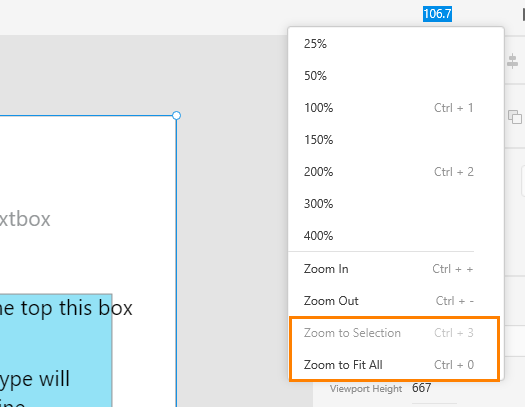 106.7
25%
50%
100% Ctrl + 1
150%
200% Ctrl + 2
300%
400%
Zoom In Ctrl + +
Zoom Out Ctrl + -
Zoom to Selection Ctrl + 3
Zoom to Fit All Ctrl + 0
Viewport Height 667
xtbox
ne top this box
ype will
ine